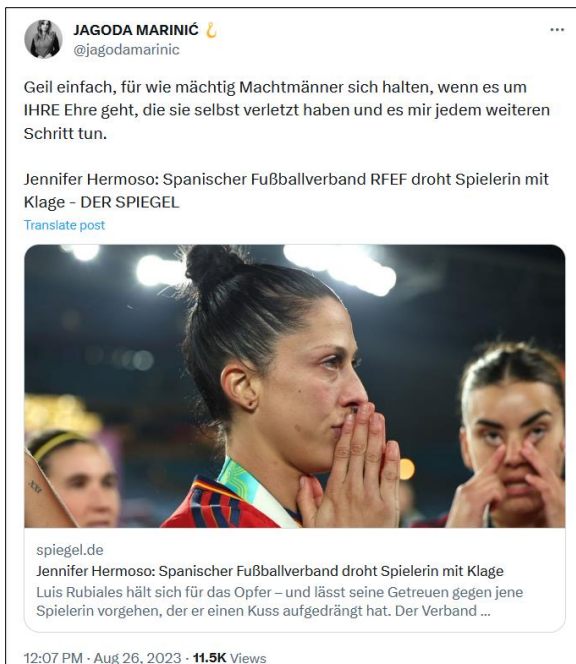 JAGODA MARINIĆ
@jagodamarinic
Geil einfach, für wie mächtig Machtmänner sich halten, wenn es um
IHRE Ehre geht, die sie selbst verletzt haben und es mir jedem weiteren
Schritt tun.
Jennifer Hermoso: Spanischer Fußballverband RFEF droht Spielerin mit
Klage - DER SPIEGEL
Translate post
spiegel.de
Jennifer Hermoso: Spanischer Fußballverband droht Spielerin mit Klage
Luis Rubiales hält sich für das Opfer – und lässt seine Getreuen gegen jene
Spielerin vorgehen, der er einen Kuss aufgedrängt hat. Der Verband ...
12:07 PM · Aug 26, 2023 · 11.5K Views